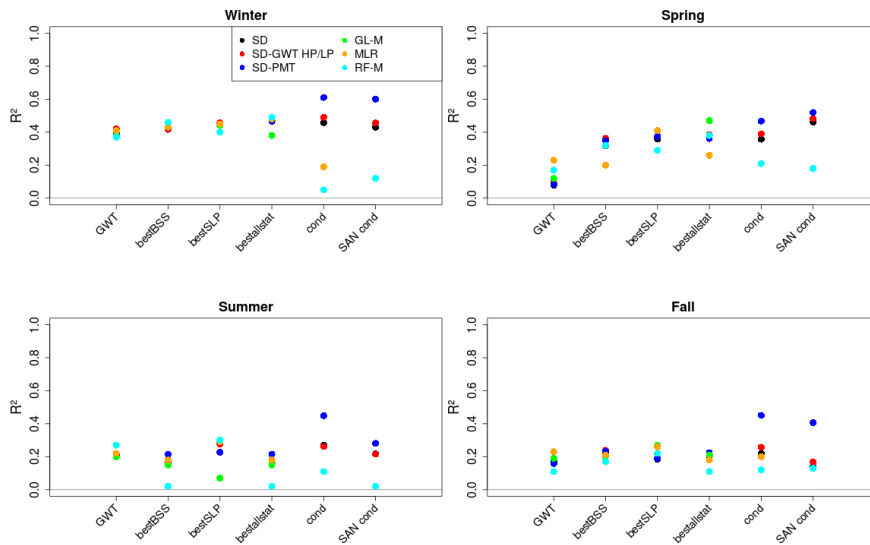 Winter
R²
1.0
0.8
0.6
0.4
0.2
0.0
SD
SD-GWT HP/LP
SD-PMT
GL-M
MLR
RF-M
GWT
bestBSS
bestSLP
bestallstat
cond
SAN cond
Spring
R²
1.0
0.8
0.6
0.4
0.2
0.0
GWT
bestBSS
bestSLP
bestallstat
cond
SAN cond
Summer
R²
1.0
0.8
0.6
0.4
0.2
0.0
GWT
bestBSS
bestSLP
bestallstat
cond
SAN cond
Fall
R²
1.0
0.8
0.6
0.4
0.2
0.0
GWT
bestBSS
bestSLP
bestallstat
cond
SAN cond